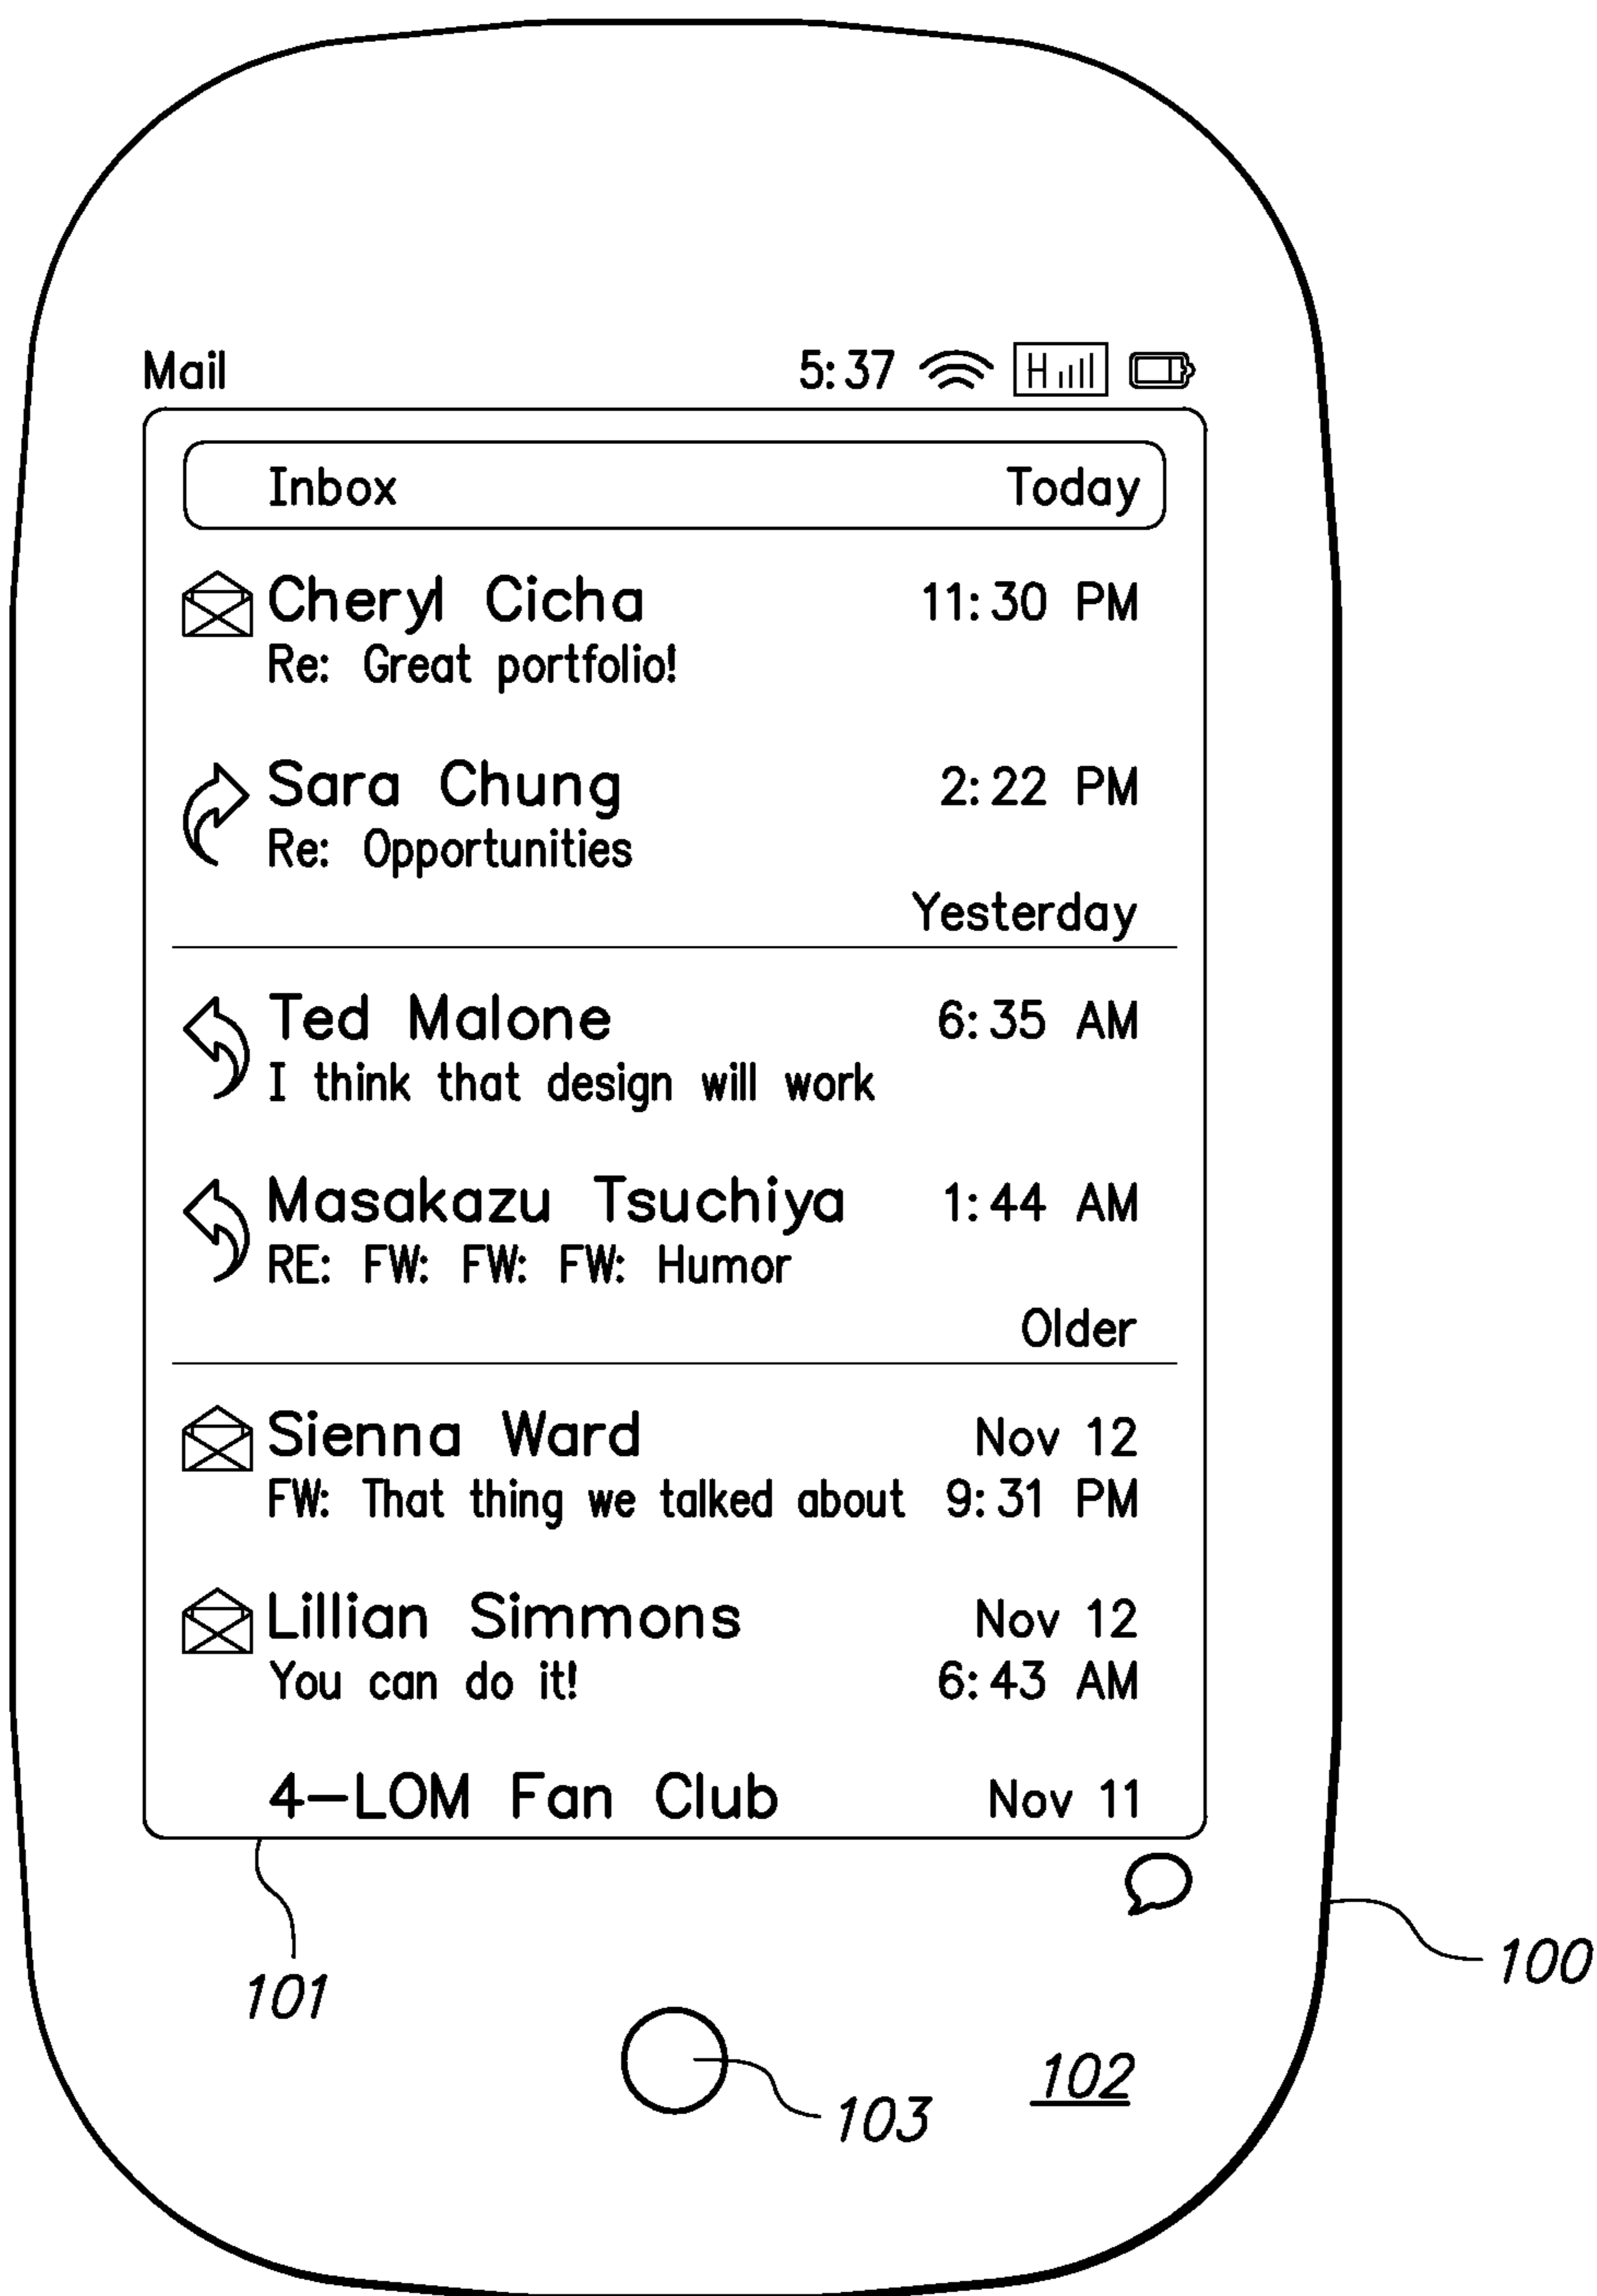 Mail 5:37 H
Inbox Today
Cheryl Cicha 11:30 PM
Re: Great portfolio!
Sara Chung 2:22 PM
Re: Opportunities
Yesterday
Ted Malone 6:35 AM
I think that design will work
Masakazu Tsuchiya 1:44 AM
RE: FW: FW: FW: Humor
Older
Sienna Ward Nov 12
FW: That thing we talked about 9:31 PM
Lillian Simmons Nov 12
You can do it! 6:43 AM
4-LOM Fan Club Nov 11
100
101
102
103